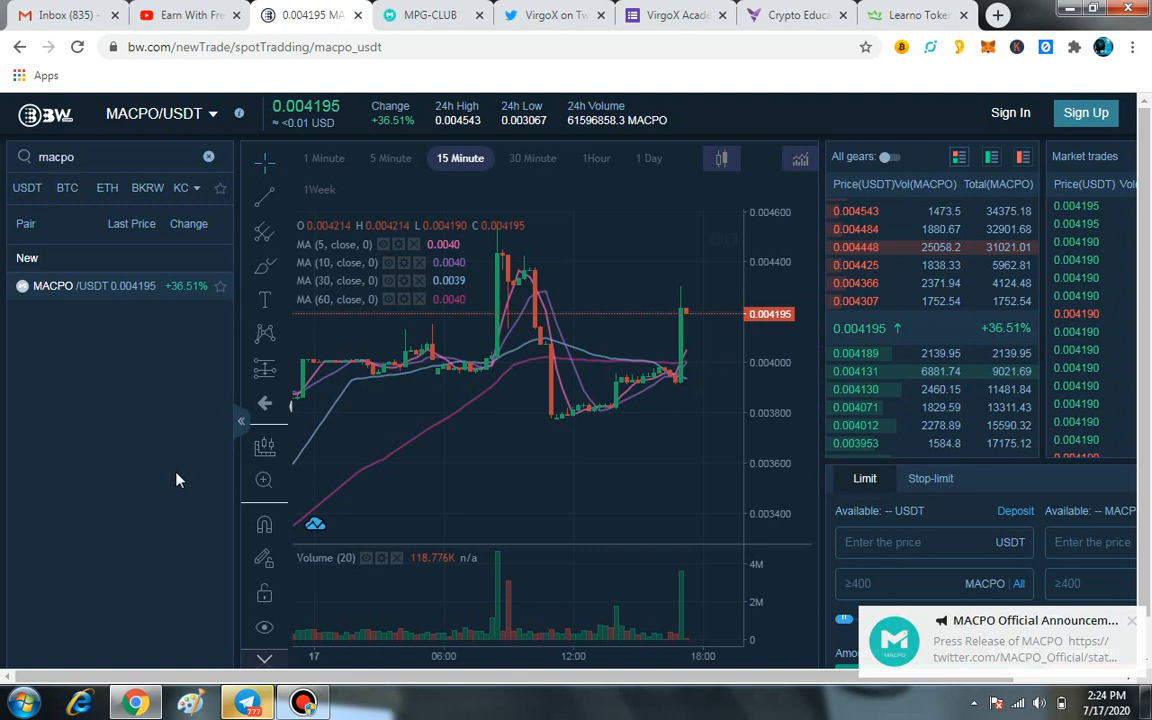 Inbox (835) -
Earn With Fre
0.004195 MA
MPG-CLUB
VirgoX on Tw
VirgoX Acade
Crypto Educa
Learno Toker
bw.com/newTrade/spotTradding/macpo_usdt
Apps
BW.com
MACPO/USDT
0.004195
≈ <0.01 USD
Change
+36.51%
24h High
0.004543
24h Low
0.003067
24h Volume
61596858.3 MACPO
Sign In
Sign Up
macpo
USDT BTC ETH BKRW KC
Pair Last Price Change
New
MACPO /USDT 0.004195 +36.51%
1 Minute 5 Minute 15 Minute 30 Minute 1Hour 1 Day
1Week
O 0.004214 H 0.004214 L 0.004190 C 0.004195
MA (5, close, 0) 0.0040
MA (10, close, 0) 0.0040
MA (30, close, 0) 0.0039
MA (60, close, 0) 0.0040
0.004600
0.004400
0.004195
0.004000
0.003800
0.003600
0.003400
Volume (20) 118.776K n/a
4M
2M
0
17 06:00 12:00 18:00
All gears:
Price(USDT) Vol(MACPO) Total(MACPO)
0.004543 1473.5 34375.18
0.004484 1880.67 32901.68
0.004448 25058.2 31021.01
0.004425 1838.33 5962.81
0.004366 2371.94 4124.48
0.004307 1752.54 1752.54
0.004195 ↑ +36.51%
0.004189 2139.95 2139.95
0.004131 6881.74 9021.69
0.004130 2460.15 11481.84
0.004071 1829.59 13311.43
0.004012 2278.89 15590.32
0.003953 1584.8 17175.12
Market trades
Price(USDT) Volu
0.004195
0.004195
0.004190
0.004190
0.004190
0.004190
0.004190
0.004190
0.004190
0.004190
0.004190
0.004190
0.004190
0.004190
Limit Stop-limit
Available: -- USDT Deposit
Available: -- MACP
Enter the price USDT
Enter the price
≥400 MACPO | All
≥400
Amo
MACPO Official Announcem...
Press Release of MACPO https://
twitter.com/MACPO_Official/stat...
MACPO
777
2:24 PM
7/17/2020